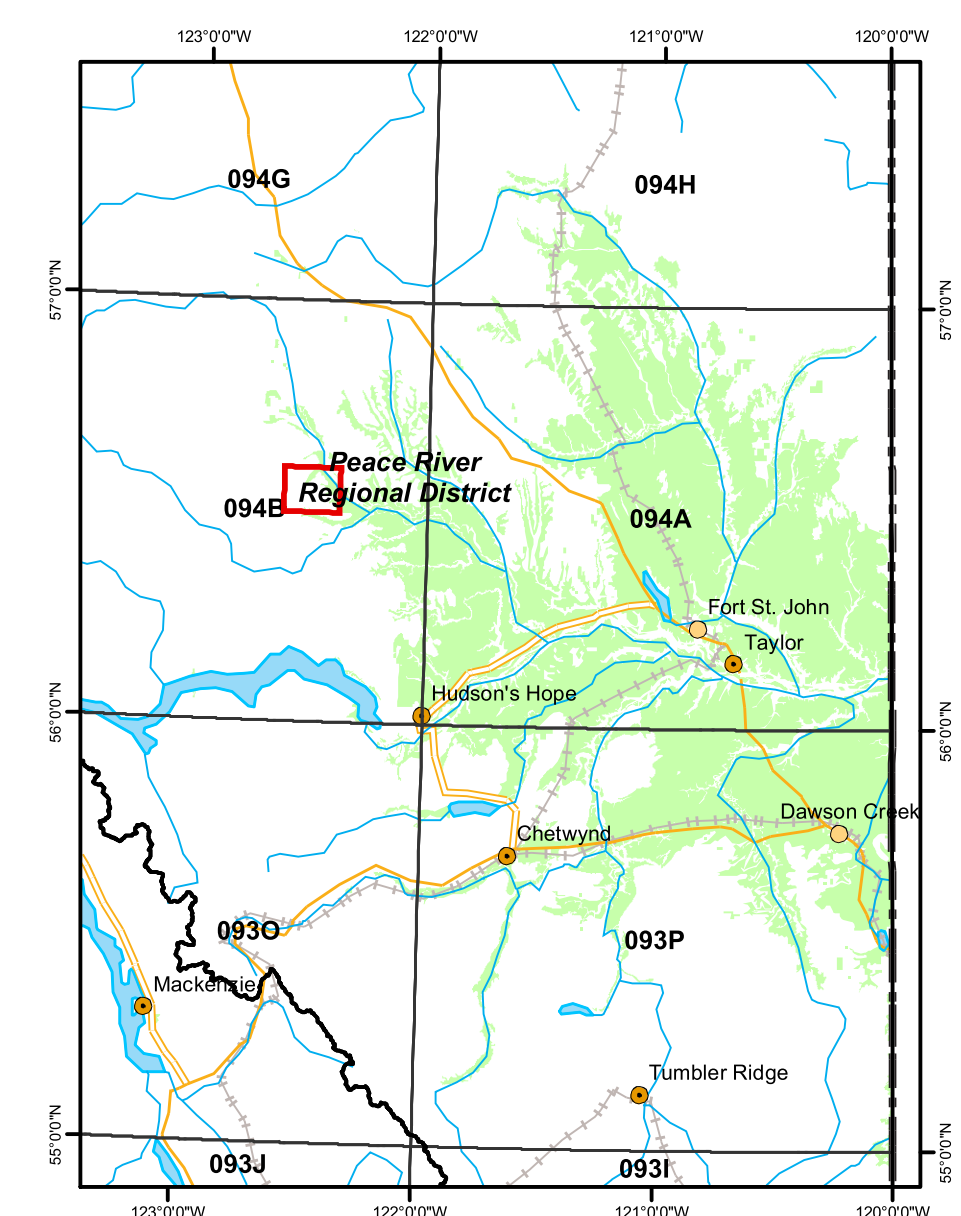 123°0'0"W 122°0'0"W 121°0'0"W 120°0'0"W
094G
094H
57°0'0"N
57°0'0"N
Peace River
Regional District
094B
094A
Fort St. John
Taylor
Hudson's Hope
56°0'0"N
56°0'0"N
Dawson Creek
Chetwynd
093O
093P
Mackenzie
Tumbler Ridge
55°0'0"N
55°0'0"N
093J
093I
123°0'0"W 122°0'0"W 121°0'0"W 120°0'0"W